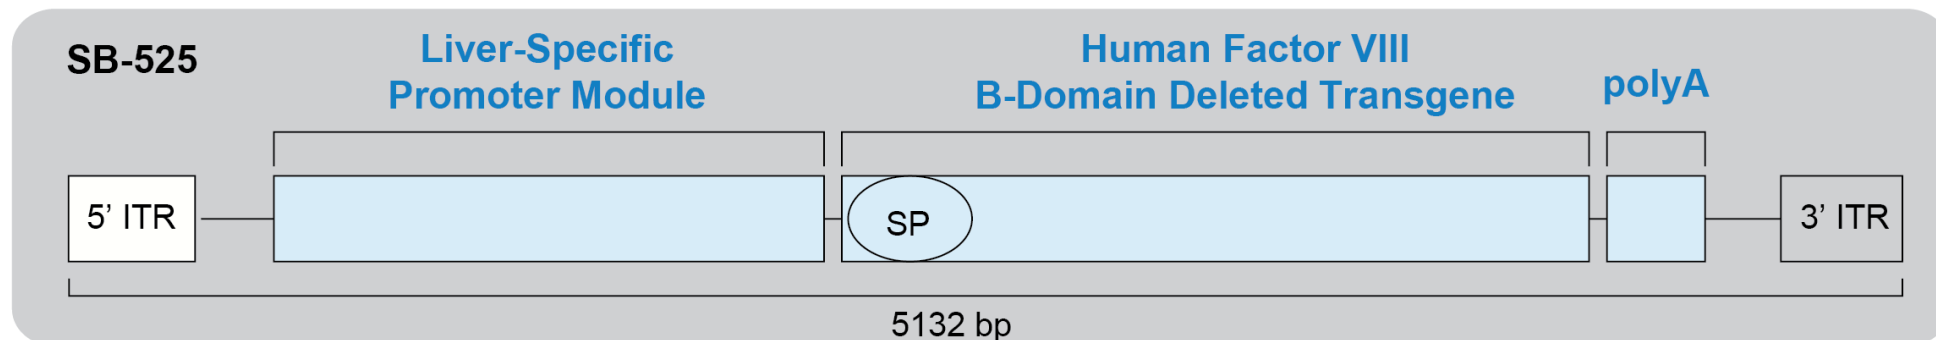 SB-525
Liver-Specific
Promoter Module
Human Factor VIII
B-Domain Deleted Transgene
polyA
5’ ITR
SP
3’ ITR
5132 bp